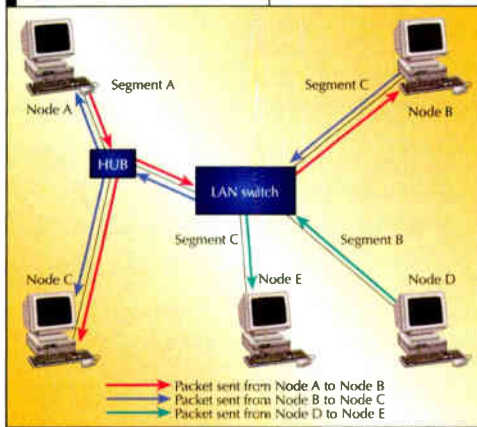 Segment A
Node A
Segment C
Node B
HUB
LAN switch
Segment C
Segment B
Node C
Node E
Node D
Packet sent from Node A to Node B
Packet sent from Node B to Node C
Packet sent from Node D to Node E